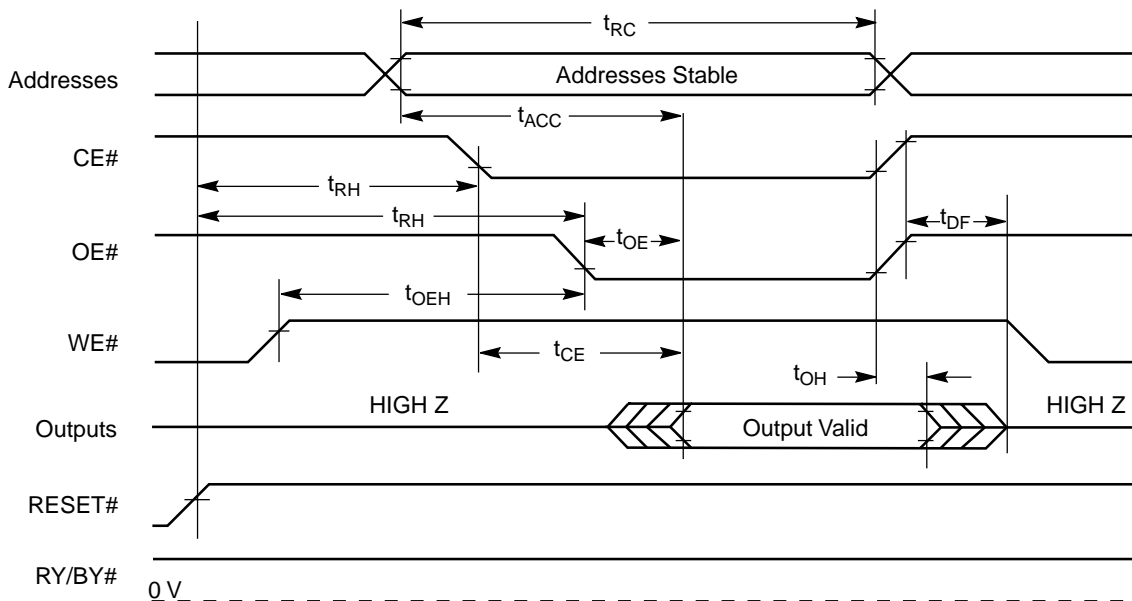 tRC
Addresses
Addresses Stable
tACC
CE#
tRH
tRH
tOE
tDF
OE#
tOEH
WE#
tCE
tOH
HIGH Z
HIGH Z
Outputs
Output Valid
RESET#
RY/BY#
0 V